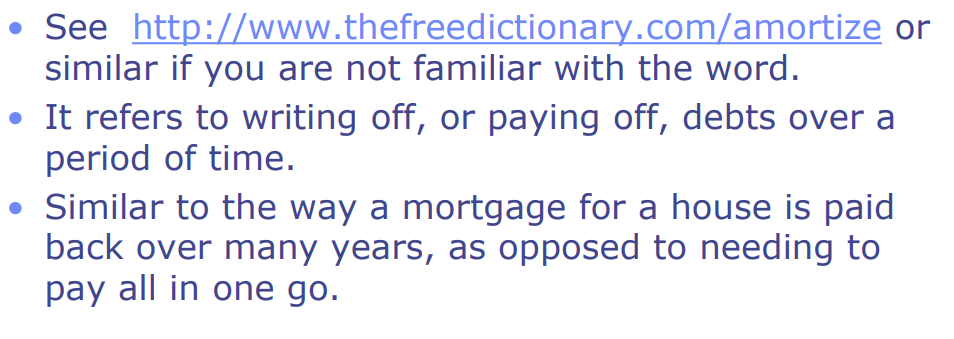 • See http://www.thefreedictionary.com/amortize or
similar if you are not familiar with the word.
• It refers to writing off, or paying off, debts over a
period of time.
• Similar to the way a mortgage for a house is paid
back over many years, as opposed to needing to
pay all in one go.